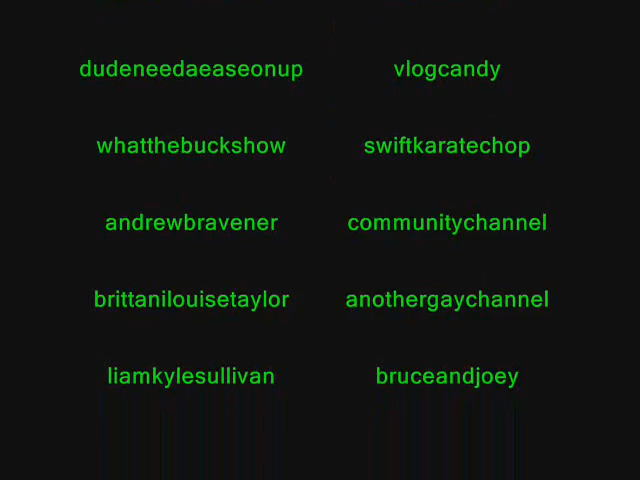 dudeneedaeaseonup
vlogcandy
whatthebuckshow
swiftkaratechop
andrewbravener
communitychannel
brittanilouisetaylor
anothergaychannel
liamkylesullivan
bruceandjoey